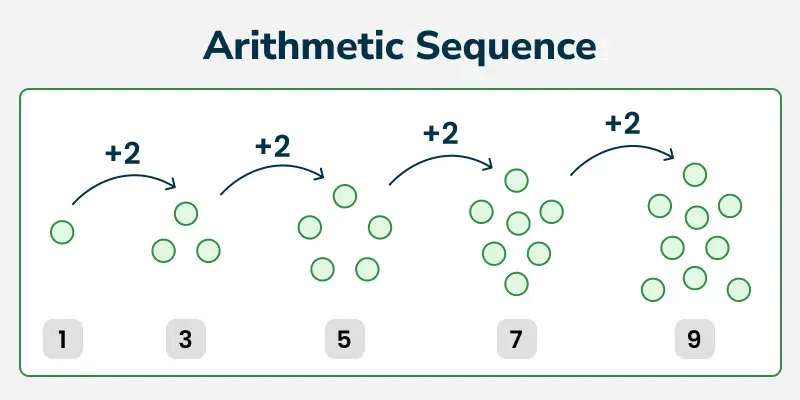 Arithmetic Sequence
+2 +2 +2 +2
1 3 5 7 9